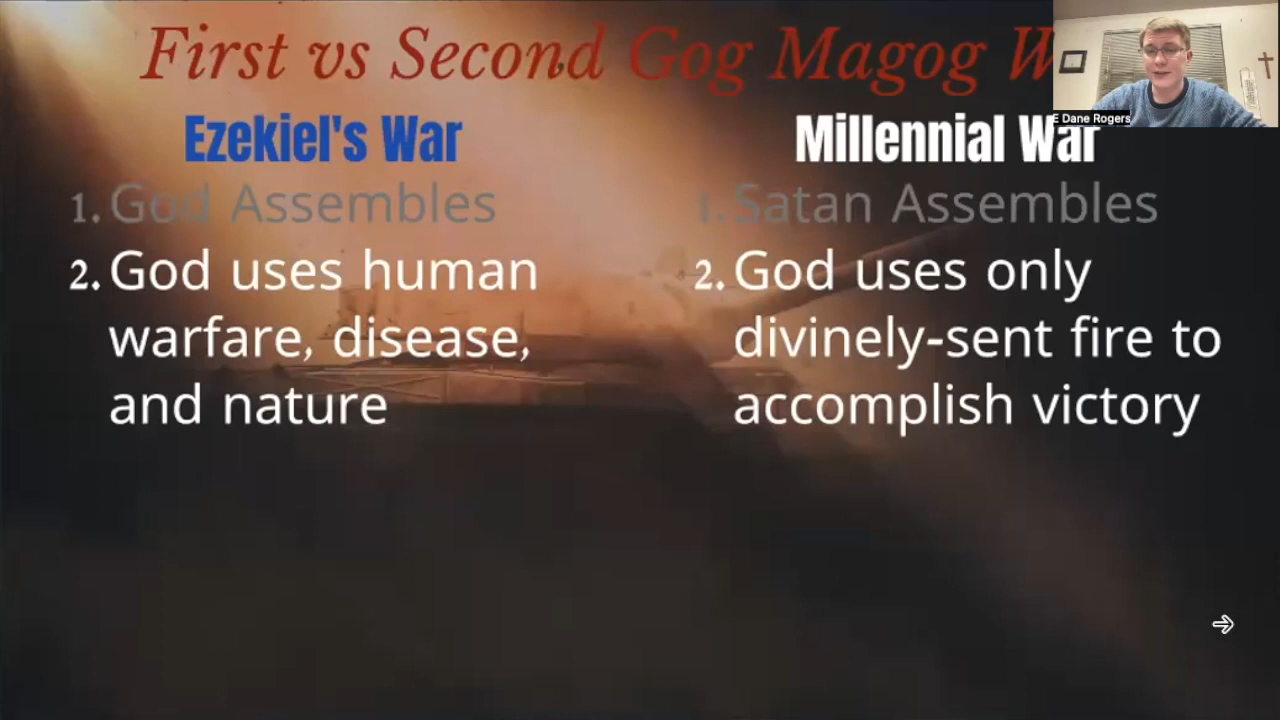 First vs Second Gog Magog W
E Dane Rogers
Ezekiel's War
Millennial War
1. God Assembles
2. God uses human
warfare, disease,
and nature
1. Satan Assembles
2. God uses only
divinely-sent fire to
accomplish victory